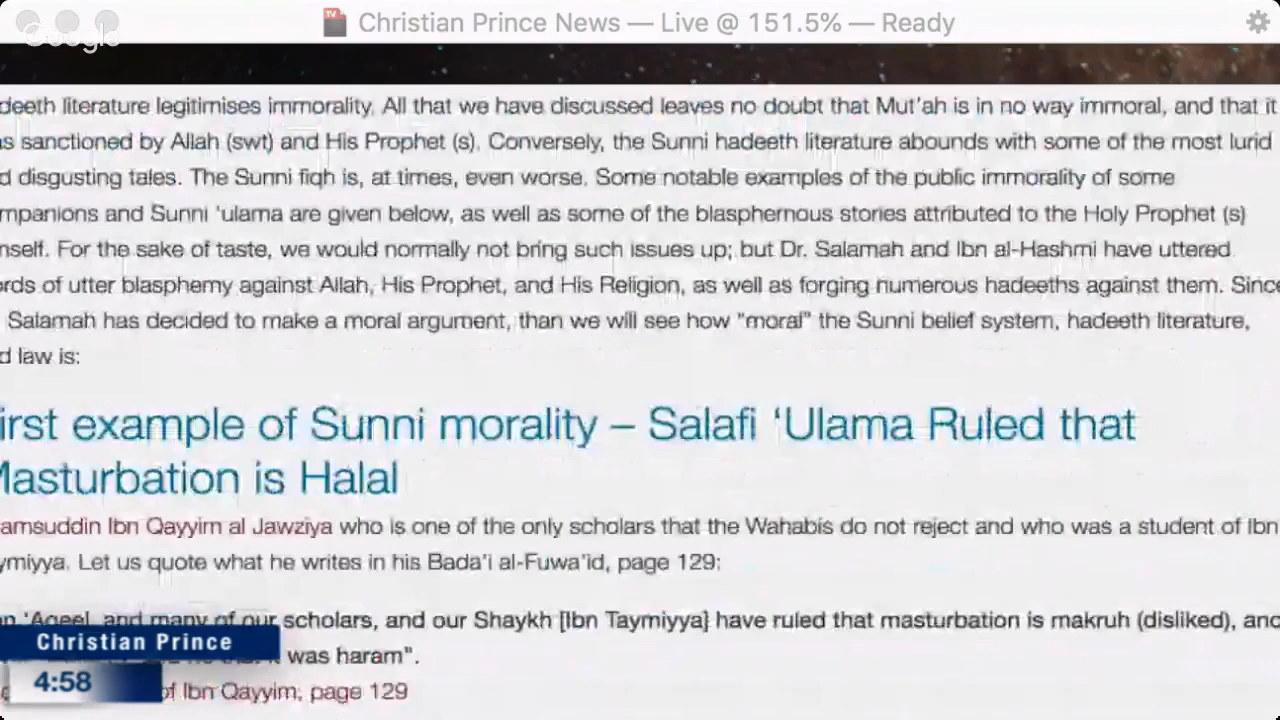 Christian Prince News — Live @ 151.5% — Ready
Google
deeth literature legitimises immorality. All that we have discussed leaves no doubt that Mut'ah is in no way immoral, and that it
s sanctioned by Allah (swt) and His Prophet (s). Conversely, the Sunni hadeeth literature abounds with some of the most lurid
d disgusting tales. The Sunni fiqh is, at times, even worse. Some notable examples of the public immorality of some
mpanions and Sunni 'ulama are given below, as well as some of the blasphemous stories attributed to the Holy Prophet (s)
nself. For the sake of taste, we would normally not bring such issues up; but Dr. Salamah and Ibn al-Hashmi have uttered
rds of utter blasphemy against Allah, His Prophet, and His Religion, as well as forging numerous hadeeths against them. Since
Salamah has decided to make a moral argument, than we will see how "moral" the Sunni belief system, hadeeth literature,
d law is:
irst example of Sunni morality – Salafi 'Ulama Ruled that
Masturbation is Halal
amsuddin Ibn Qayyim al Jawziya who is one of the only scholars that the Wahabis do not reject and who was a student of Ibn
ymiyya. Let us quote what he writes in his Bada'i al-Fuwa'id, page 129:
n 'Aqeel, and many of our scholars, and our Shaykh [Ibn Taymiyya] have ruled that masturbation is makruh (disliked), and
was haram".
of Ibn Qayyim, page 129
Christian Prince
4:58